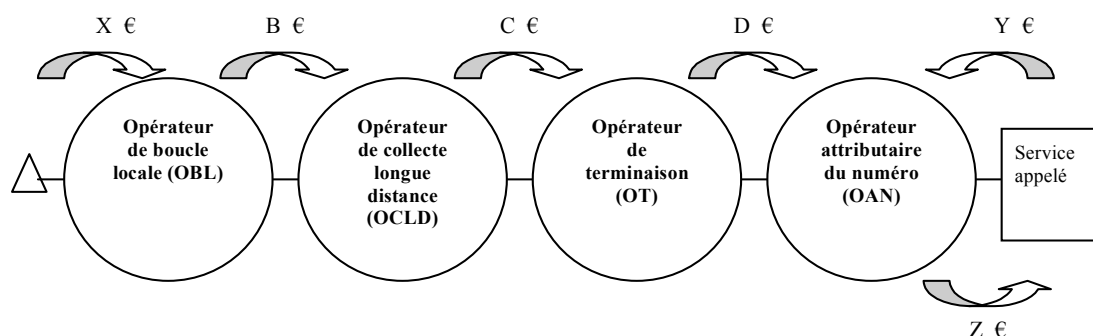 X €
B €
C €
D €
Y €
Opérateur
de boucle
locale (OBL)
Opérateur
de collecte
longue
distance
(OCLD)
Opérateur
de
terminaison
(OT)
Opérateur
attributaire
du numéro
(OAN)
Service
appelé
Z €